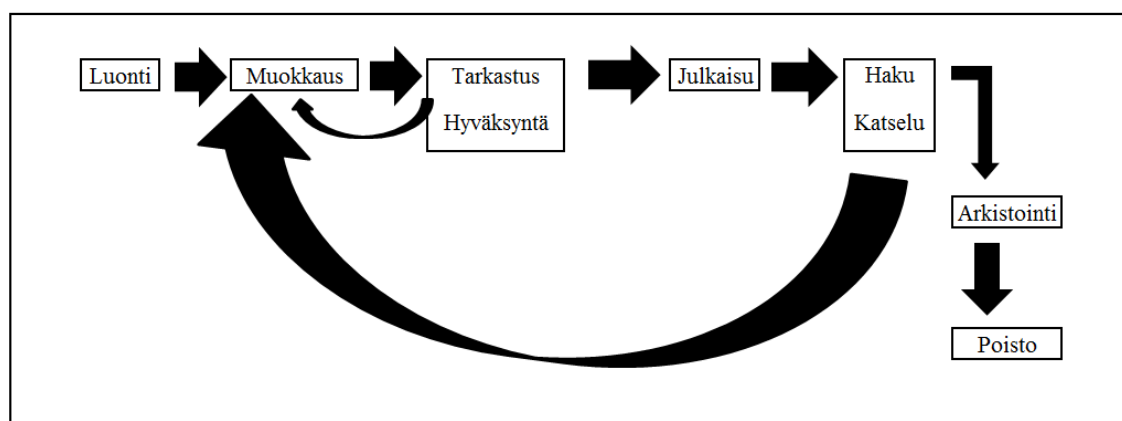 Luonti
Muokkaus
Tarkastus
Hyväksyntä
Julkaisu
Haku
Katselu
Arkistointi
Poisto